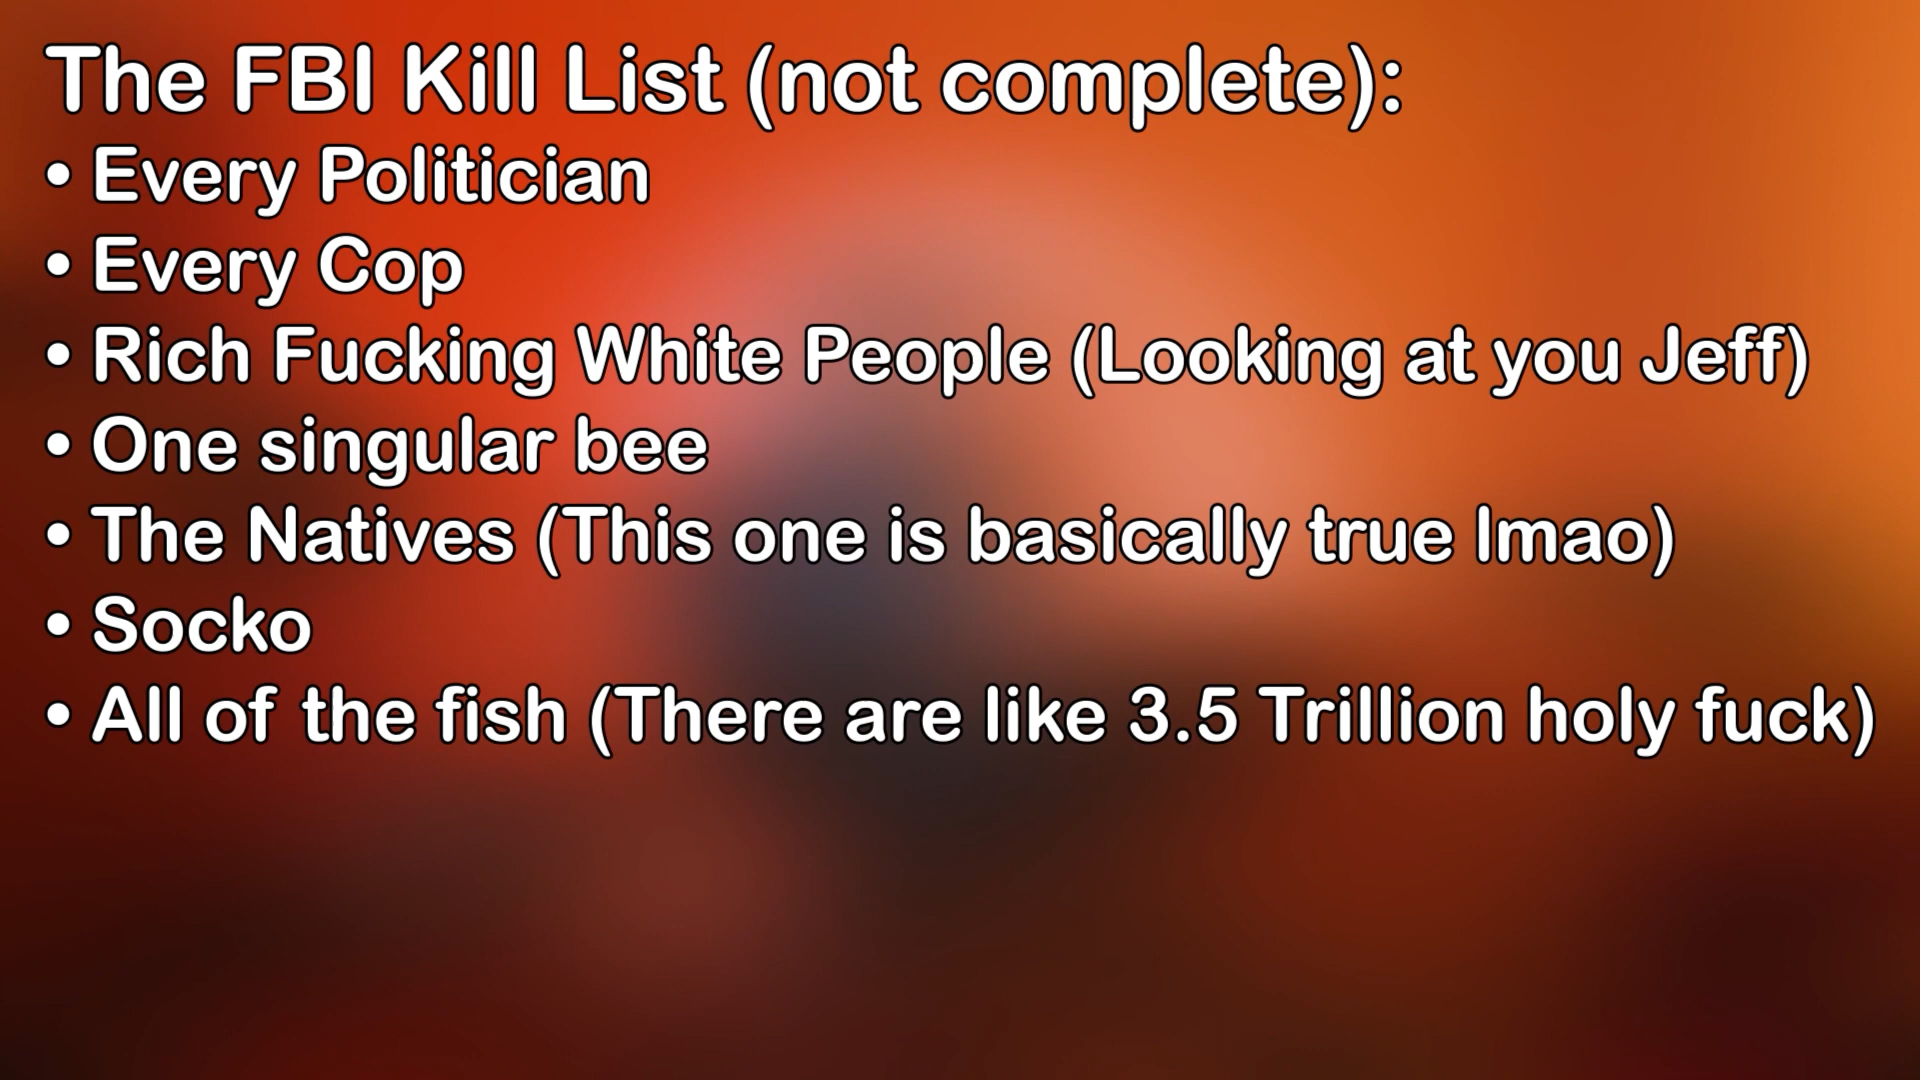 The FBI Kill List (not complete):
• Every Politician
• Every Cop
• Rich Fucking White People (Looking at you Jeff)
• One singular bee
• The Natives (This one is basically true lmao)
• Socko
• All of the fish (There are like 3.5 Trillion holy fuck)